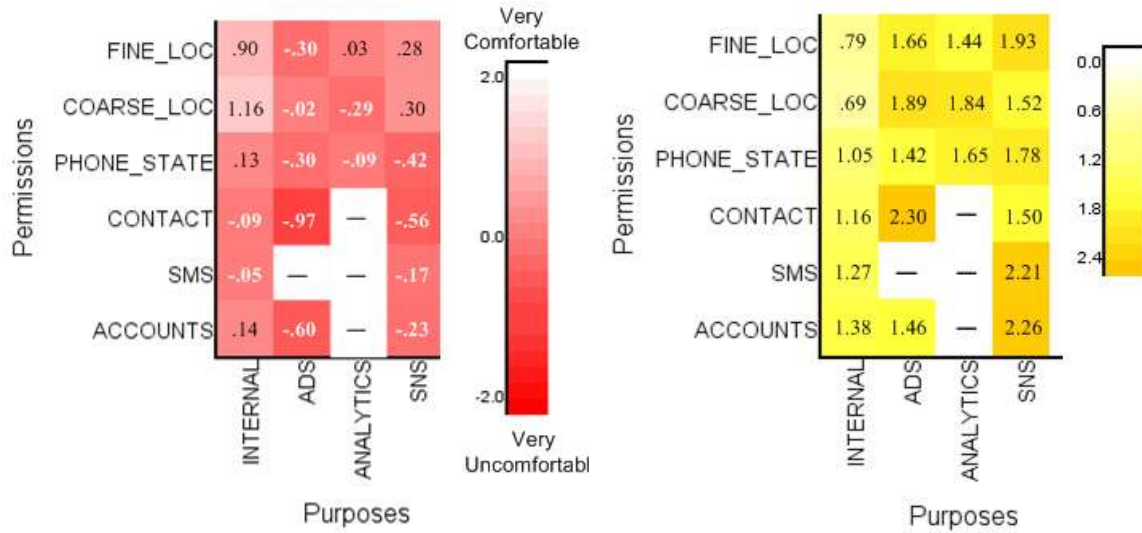 Very
Comfortable
FINE_LOC .90 -.30 .03 .28
COARSE_LOC 1.16 -.02 -.29 .30
PHONE_STATE .13 -.30 -.09 -.42
CONTACT -.09 -.97 — -.56
SMS -.05 — — -.17
ACCOUNTS .14 -.60 — -.23
Permissions
INTERNAL
ADS
ANALYTICS
SNS
Purposes
2.0
0.0
-2.0
Very
Uncomfortabl
FINE_LOC .79 1.66 1.44 1.93
COARSE_LOC .69 1.89 1.84 1.52
PHONE_STATE 1.05 1.42 1.65 1.78
CONTACT 1.16 2.30 — 1.50
SMS 1.27 — — 2.21
ACCOUNTS 1.38 1.46 — 2.26
Permissions
INTERNAL
ADS
ANALYTICS
SNS
Purposes
0.0
0.6
1.2
1.8
2.4